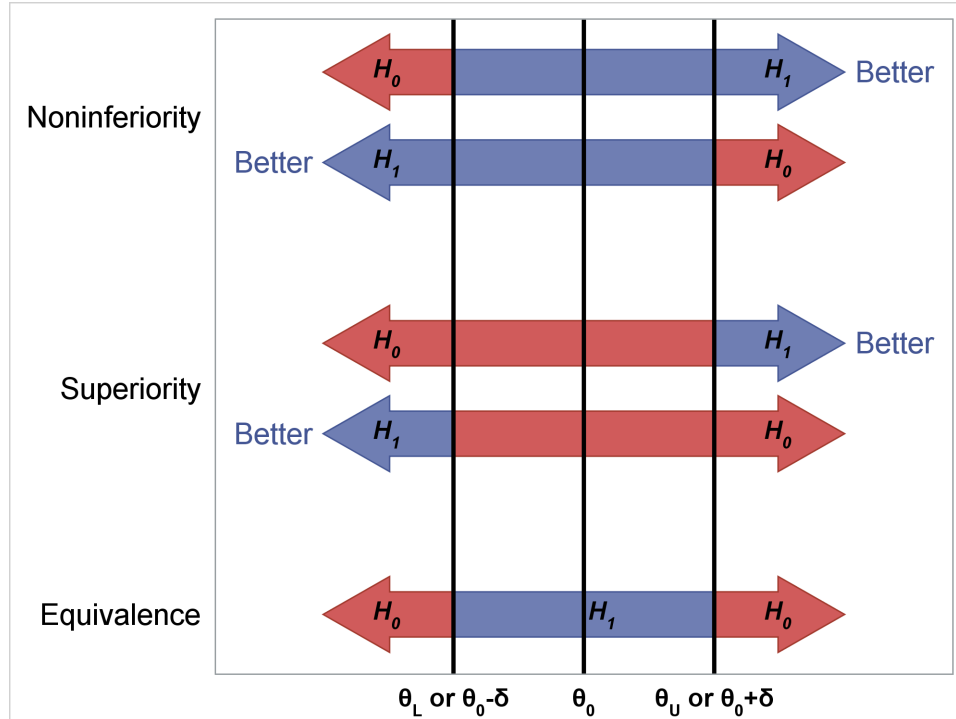 H₀ H₁ Better
Noninferiority
Better H₁ H₀
H₀ H₁ Better
Superiority
Better H₁ H₀
Equivalence H₀ H₁ H₀
θL or θ₀-δ θ₀ θU or θ₀+δ